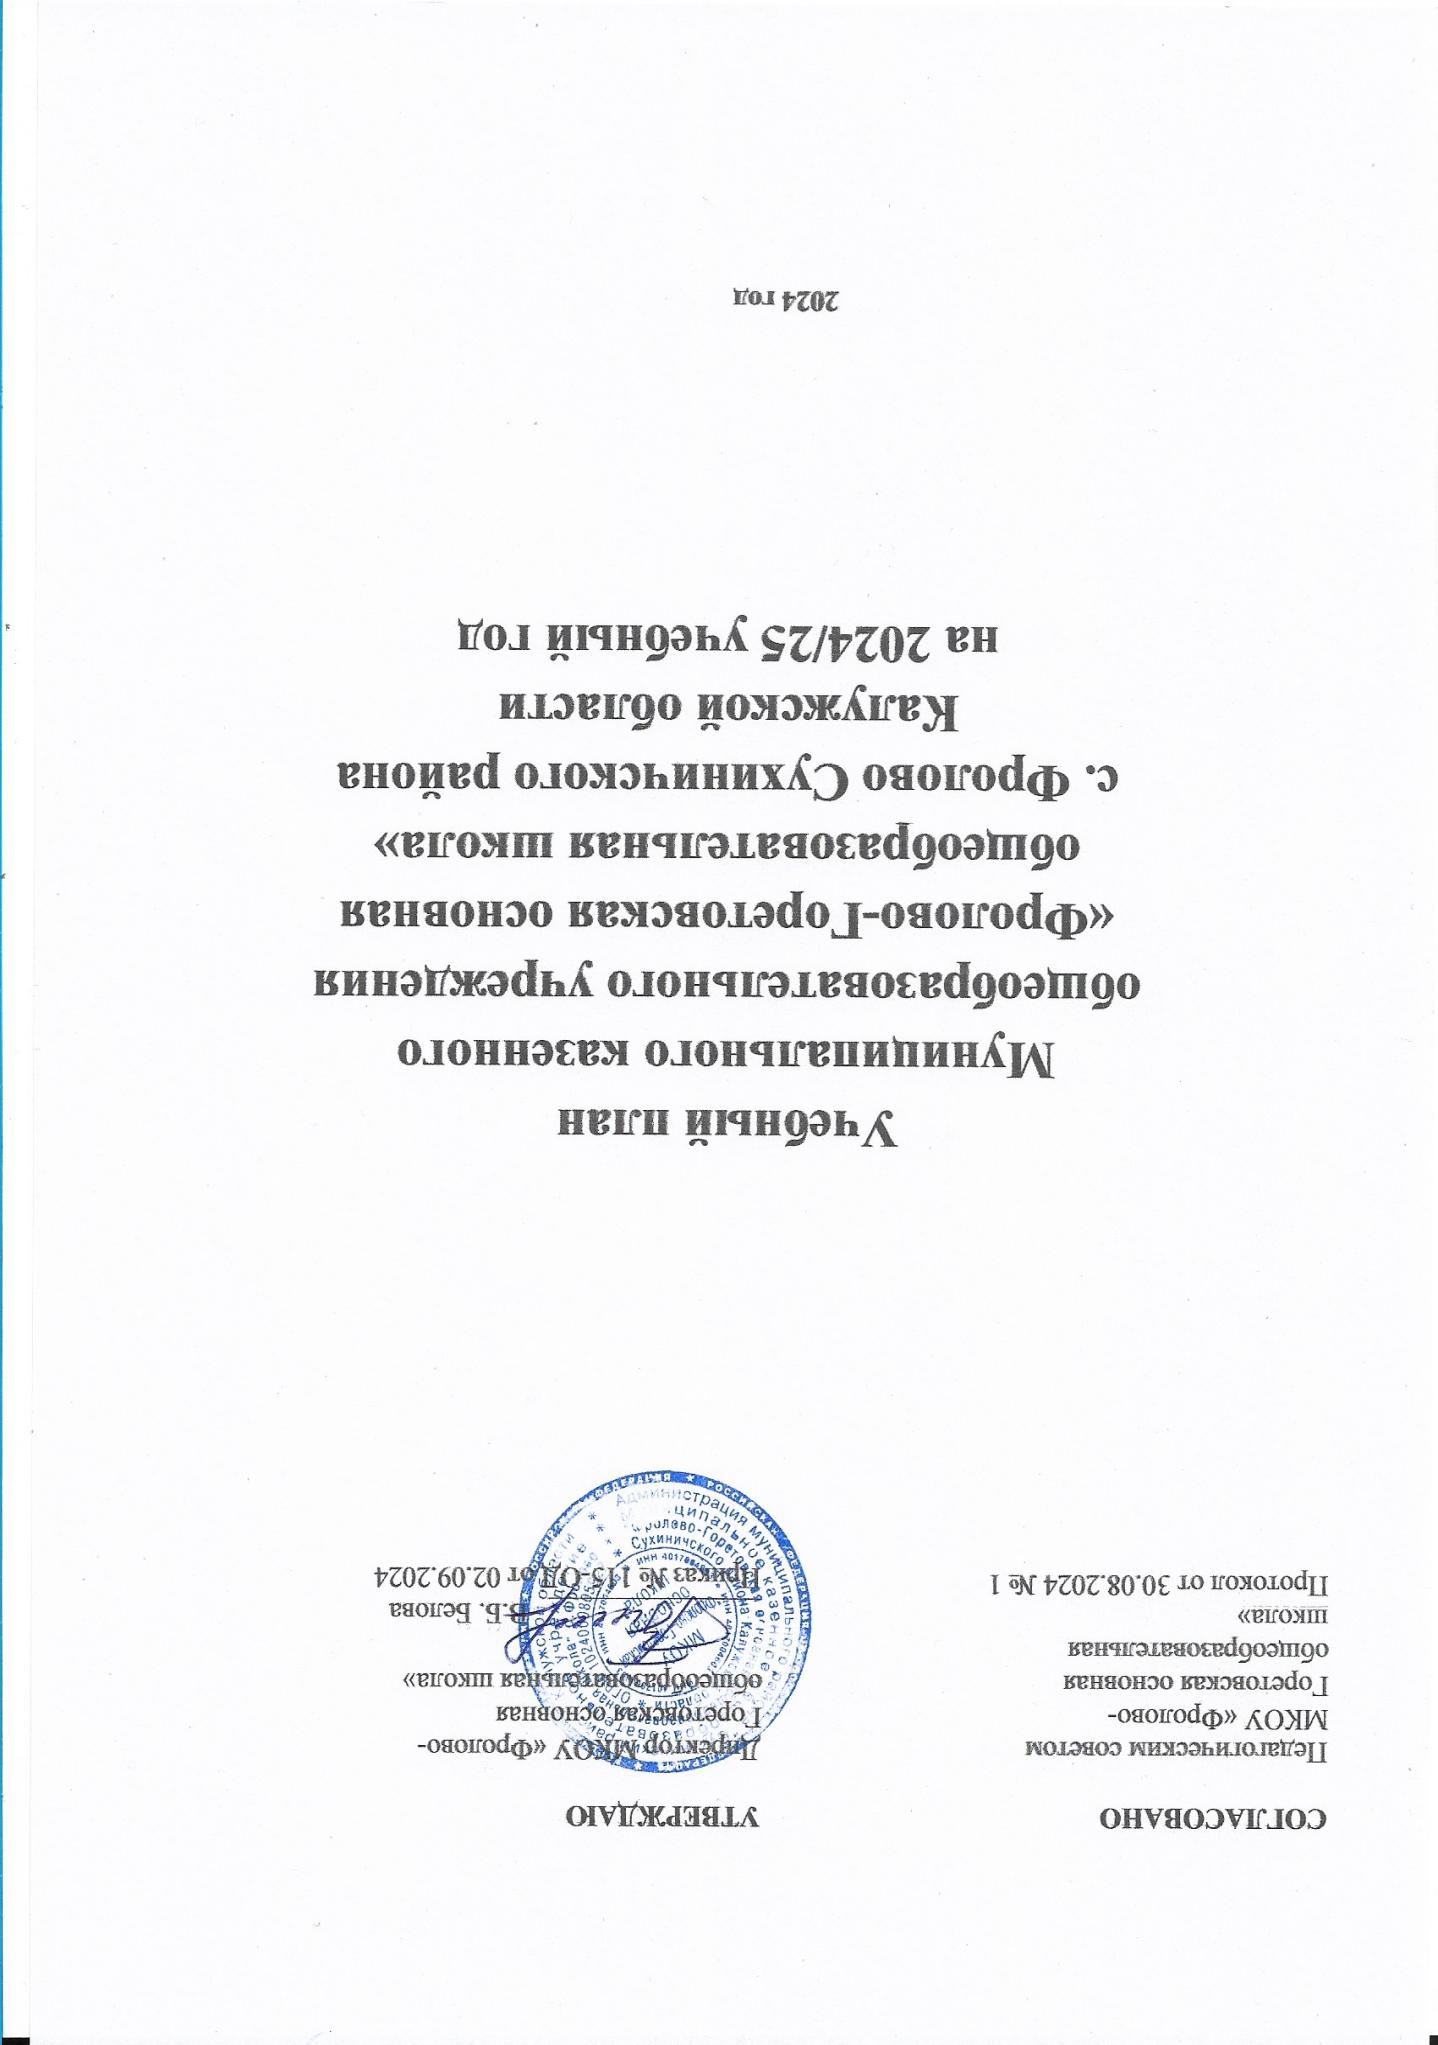 СОГЛАСОВАНО
Педагогическим советом
МКОУ «Фролово-
Горетовская основная
общеобразовательная
школа»
Протокол от 30.08.2024 № 1
УТВЕРЖДАЮ
Директор МКОУ «Фролово-
Горетовская основная
общеобразовательная школа»
В.Б. Белова
Приказ № 115-ОД от 02.09.2024
Учебный план
Муниципального казенного
общеобразовательного учреждения
«Фролово-Горетовская основная
общеобразовательная школа»
с. Фролово Сухиничского района
Калужской области
на 2024/25 учебный год
2024 год